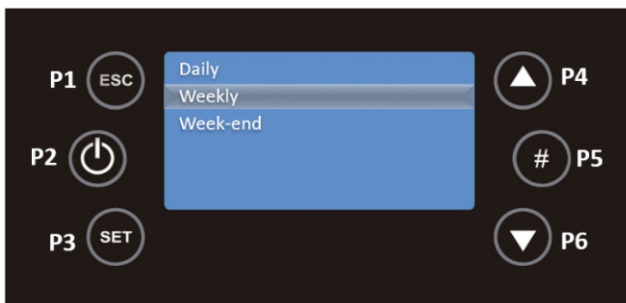 P1 ESC
Daily
Weekly
Week-end
P4
P2
# P5
P3 SET
P6